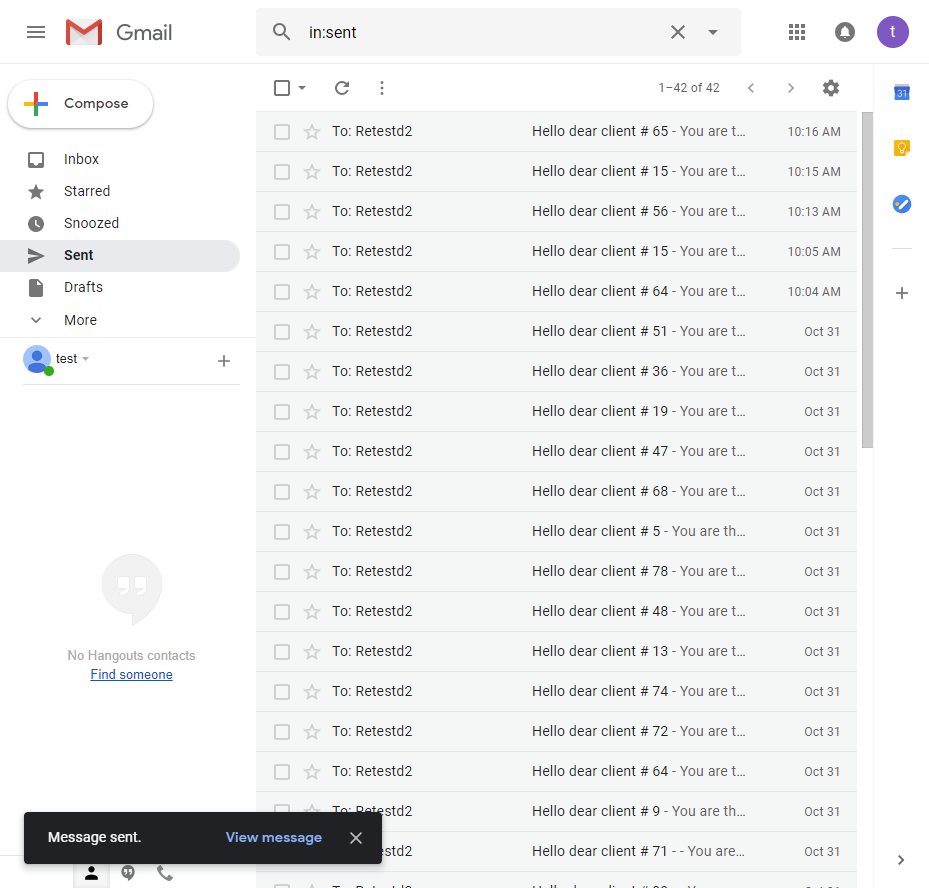 Gmail
in:sent
t
Compose
1–42 of 42
31
Inbox
Starred
Snoozed
Sent
Drafts
More
test
No Hangouts contacts
Find someone
To: Retestd2 Hello dear client # 65 - You are t… 10:16 AM
To: Retestd2 Hello dear client # 15 - You are t… 10:15 AM
To: Retestd2 Hello dear client # 56 - You are t… 10:13 AM
To: Retestd2 Hello dear client # 15 - You are t… 10:05 AM
To: Retestd2 Hello dear client # 64 - You are t… 10:04 AM
To: Retestd2 Hello dear client # 51 - You are t… Oct 31
To: Retestd2 Hello dear client # 36 - You are t… Oct 31
To: Retestd2 Hello dear client # 19 - You are t… Oct 31
To: Retestd2 Hello dear client # 47 - You are t… Oct 31
To: Retestd2 Hello dear client # 68 - You are t… Oct 31
To: Retestd2 Hello dear client # 5 - You are th… Oct 31
To: Retestd2 Hello dear client # 78 - You are t… Oct 31
To: Retestd2 Hello dear client # 48 - You are t… Oct 31
To: Retestd2 Hello dear client # 13 - You are t… Oct 31
To: Retestd2 Hello dear client # 74 - You are t… Oct 31
To: Retestd2 Hello dear client # 72 - You are t… Oct 31
To: Retestd2 Hello dear client # 64 - You are t… Oct 31
To: Retestd2 Hello dear client # 9 - You are th… Oct 31
std2 Hello dear client # 71 - - You are… Oct 31
Message sent. View message